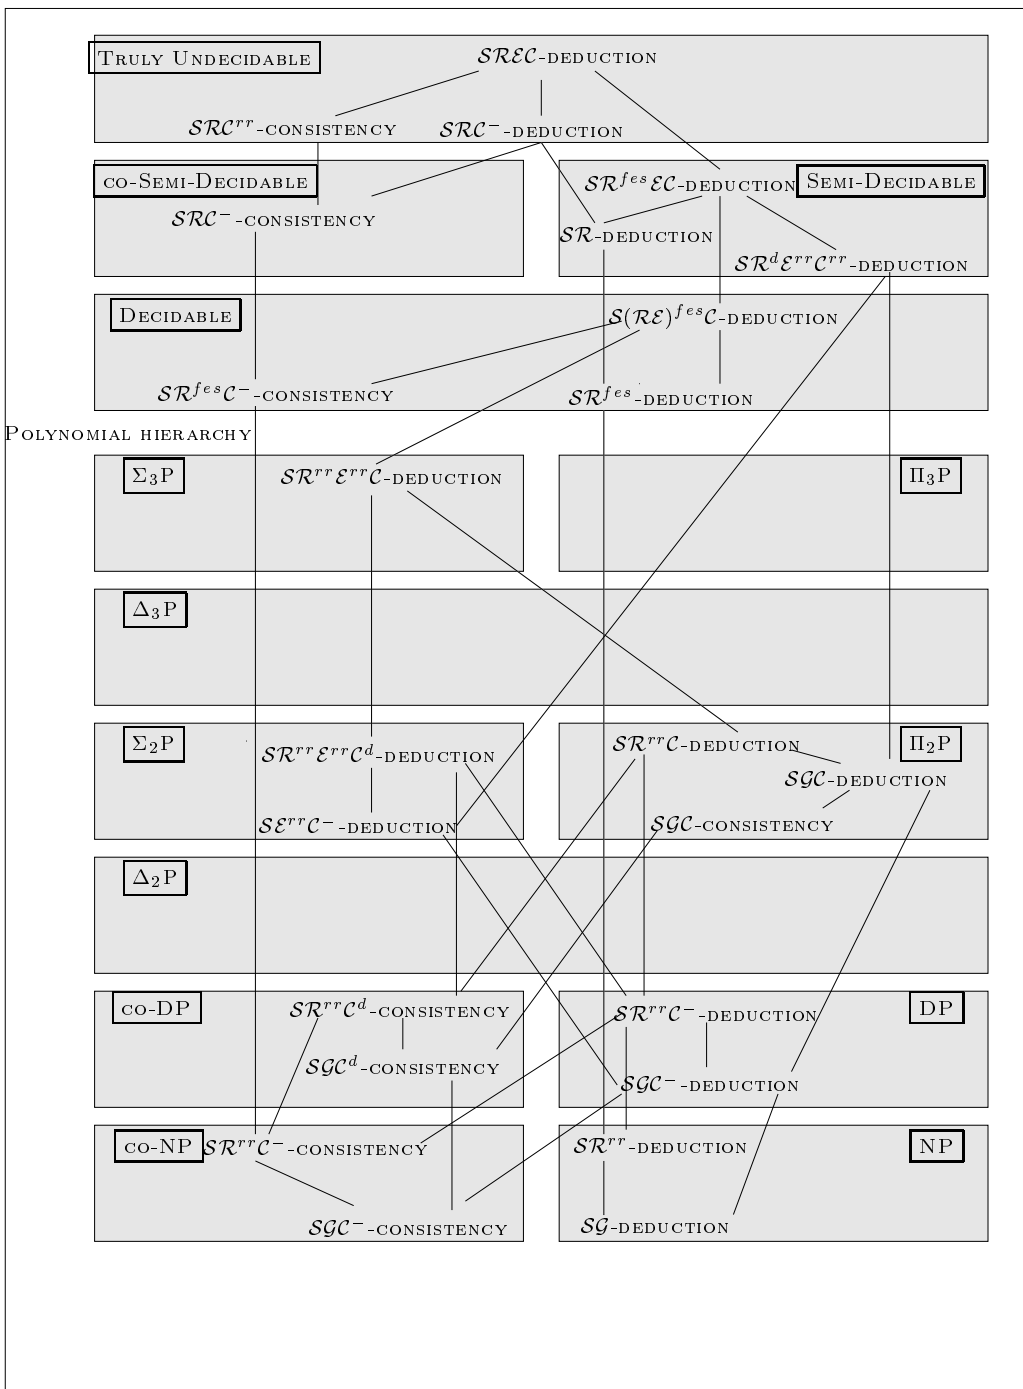 TRULY UNDECIDABLE
SREC-DEDUCTION
SRC^{rr}-CONSISTENCY
SRC^−-DEDUCTION
CO-SEMI-DECIDABLE
SR^{fes}EC-DEDUCTION
SEMI-DECIDABLE
SRC^−-CONSISTENCY
SR-DEDUCTION
SR^dE^{rr}C^{rr}-DEDUCTION
DECIDABLE
S(RE)^{fes}C-DEDUCTION
SR^{fes}C^−-CONSISTENCY
SR^{fes}-DEDUCTION
POLYNOMIAL HIERARCHY
Σ₃P
SR^{rr}E^{rr}C-DEDUCTION
Π₃P
Δ₃P
Σ₂P
SR^{rr}E^{rr}C^d-DEDUCTION
SR^{rr}C-DEDUCTION
Π₂P
SGC-DEDUCTION
SE^{rr}C^−-DEDUCTION
SGC-CONSISTENCY
Δ₂P
CO-DP
SR^{rr}C^d-CONSISTENCY
SR^{rr}C^−-DEDUCTION
DP
SGC^d-CONSISTENCY
SGC^−-DEDUCTION
CO-NP
SR^{rr}C^−-CONSISTENCY
SR^{rr}-DEDUCTION
NP
SGC^−-CONSISTENCY
SG-DEDUCTION